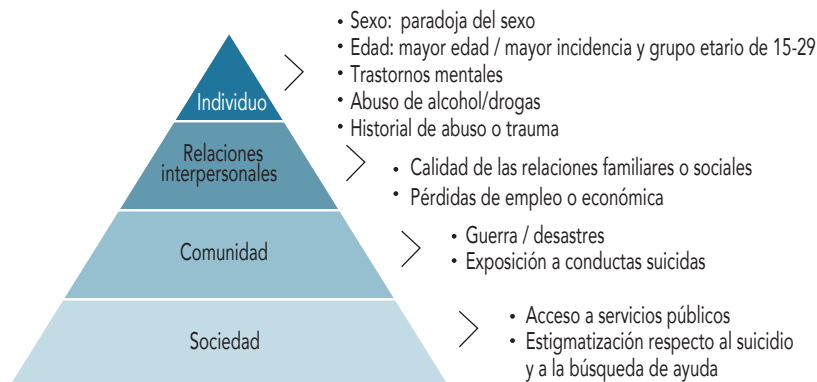 • Sexo: paradoja del sexo
• Edad: mayor edad / mayor incidencia y grupo etario de 15-29
• Trastornos mentales
• Abuso de alcohol/drogas
• Historial de abuso o trauma
Individuo
Relaciones
interpersonales
• Calidad de las relaciones familiares o sociales
• Pérdidas de empleo o económica
Comunidad
• Guerra / desastres
• Exposición a conductas suicidas
Sociedad
• Acceso a servicios públicos
• Estigmatización respecto al suicidio
y a la búsqueda de ayuda